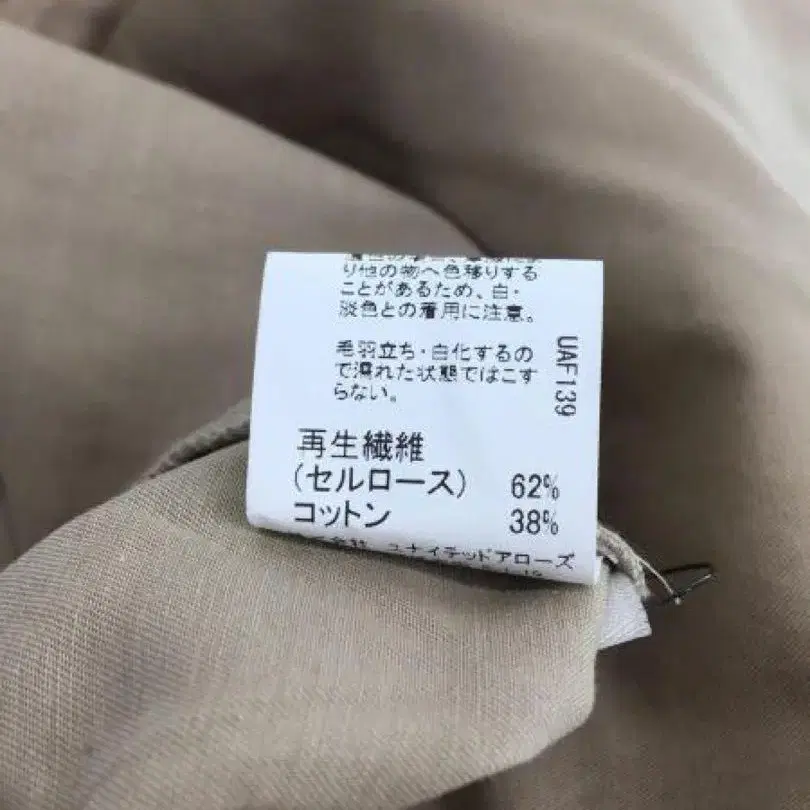 り他の物へ色移りする
ことがあるため、白・
淡色との着用に注意。
毛羽立ち・白化するの
で濡れた状態ではこす
らない。
UAF139
再生繊維
(セルロース) 62%
コットン 38%
ユナイテッドアローズ